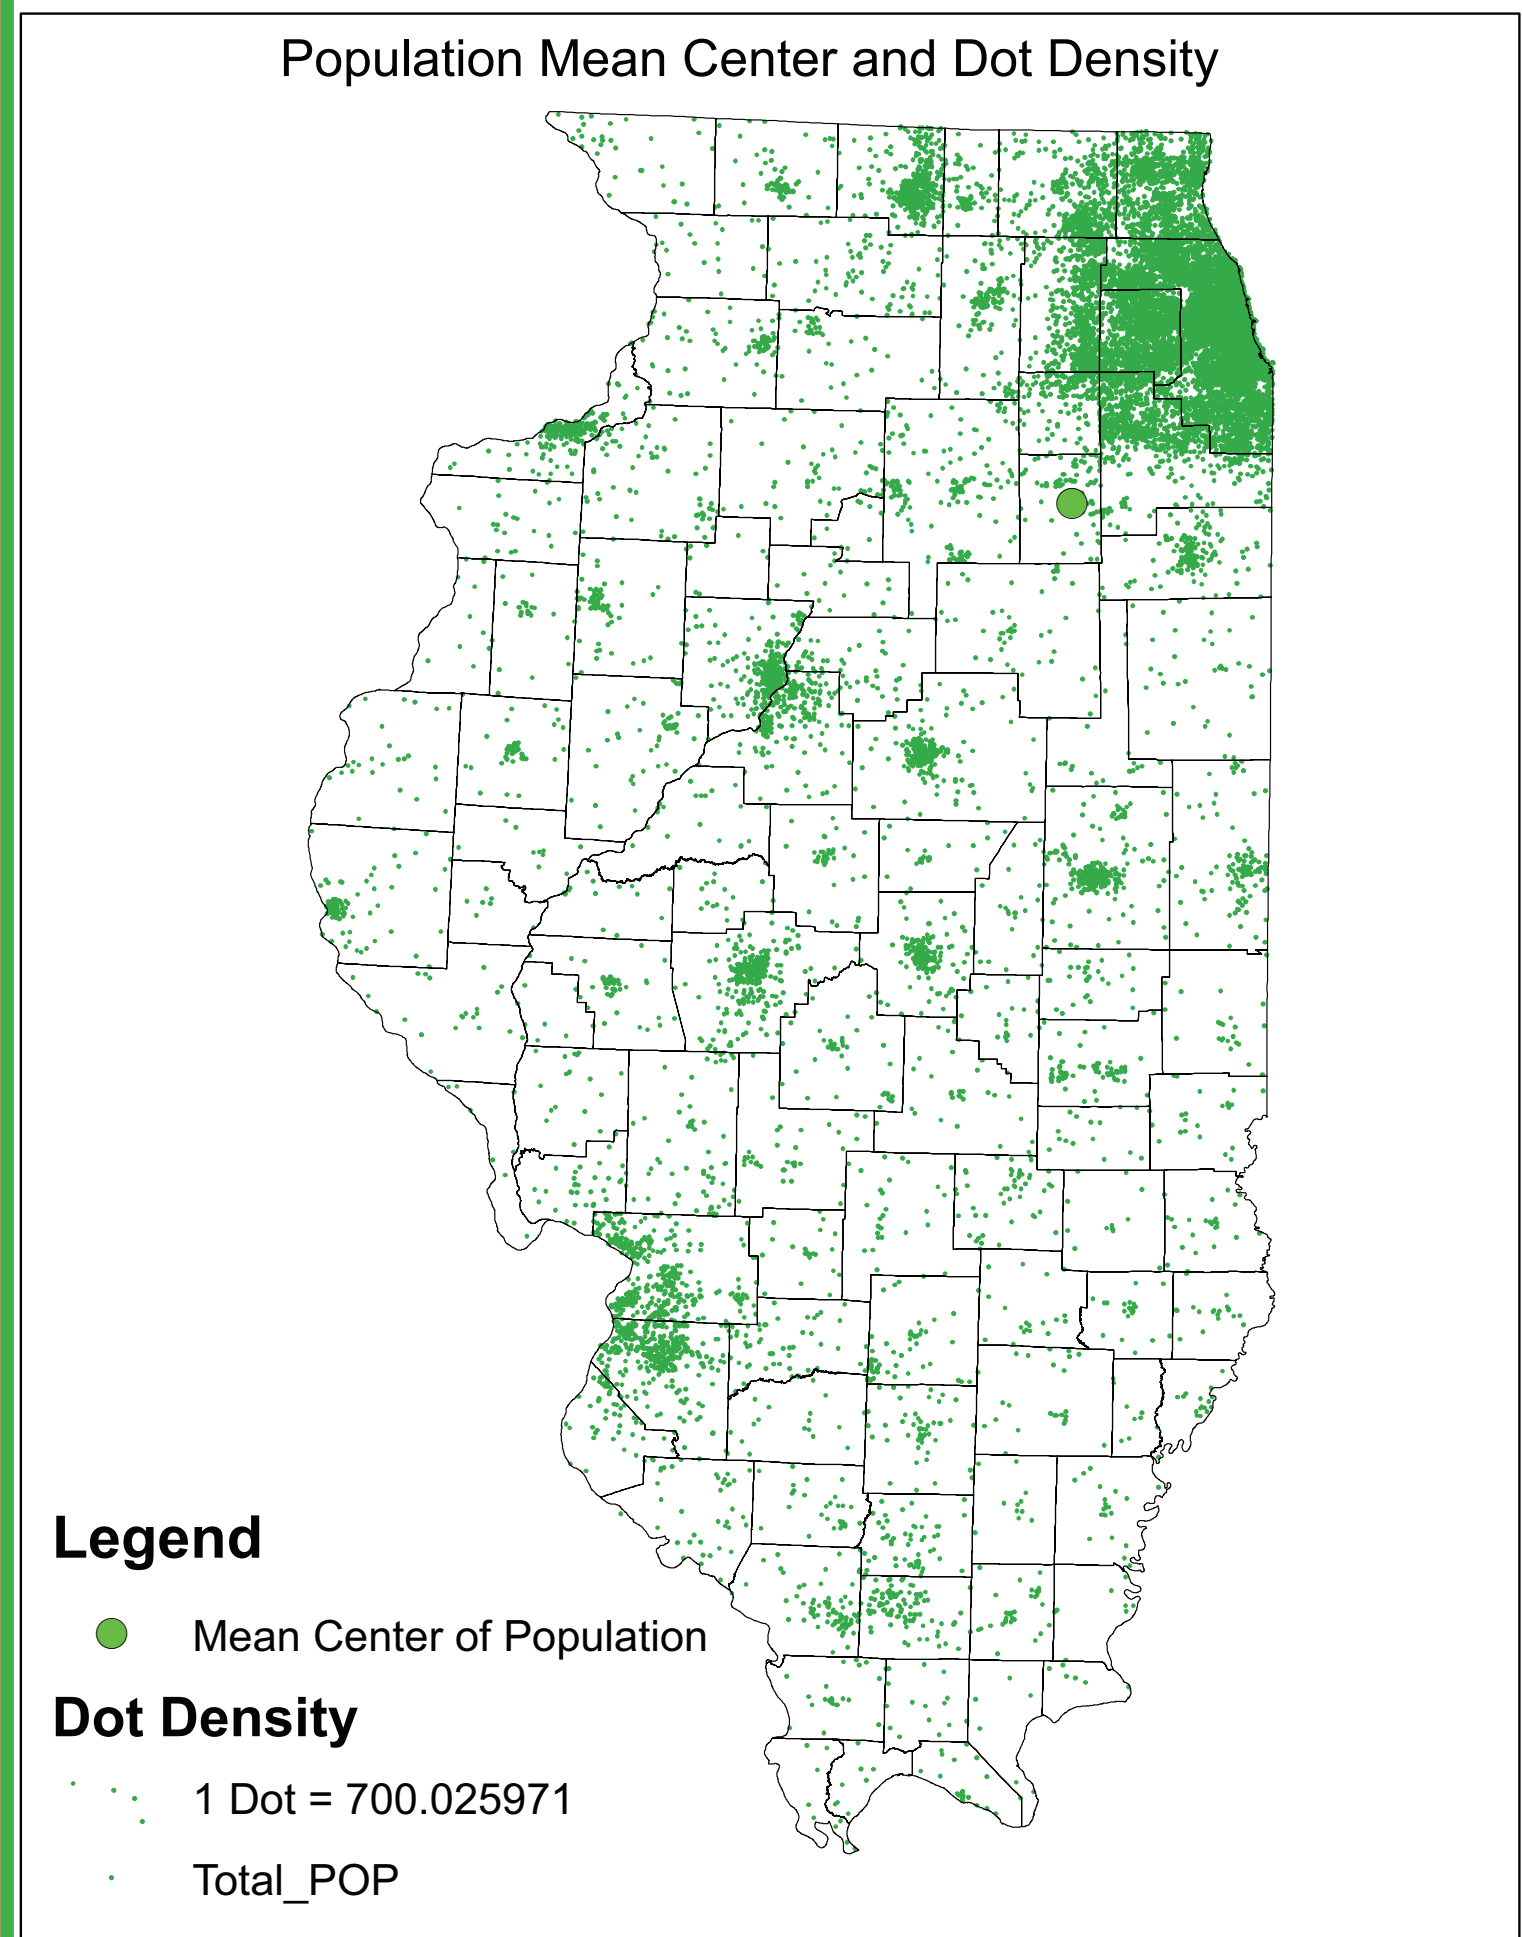 Population Mean Center and Dot Density
Legend
Mean Center of Population
Dot Density
1 Dot = 700.025971
Total_POP